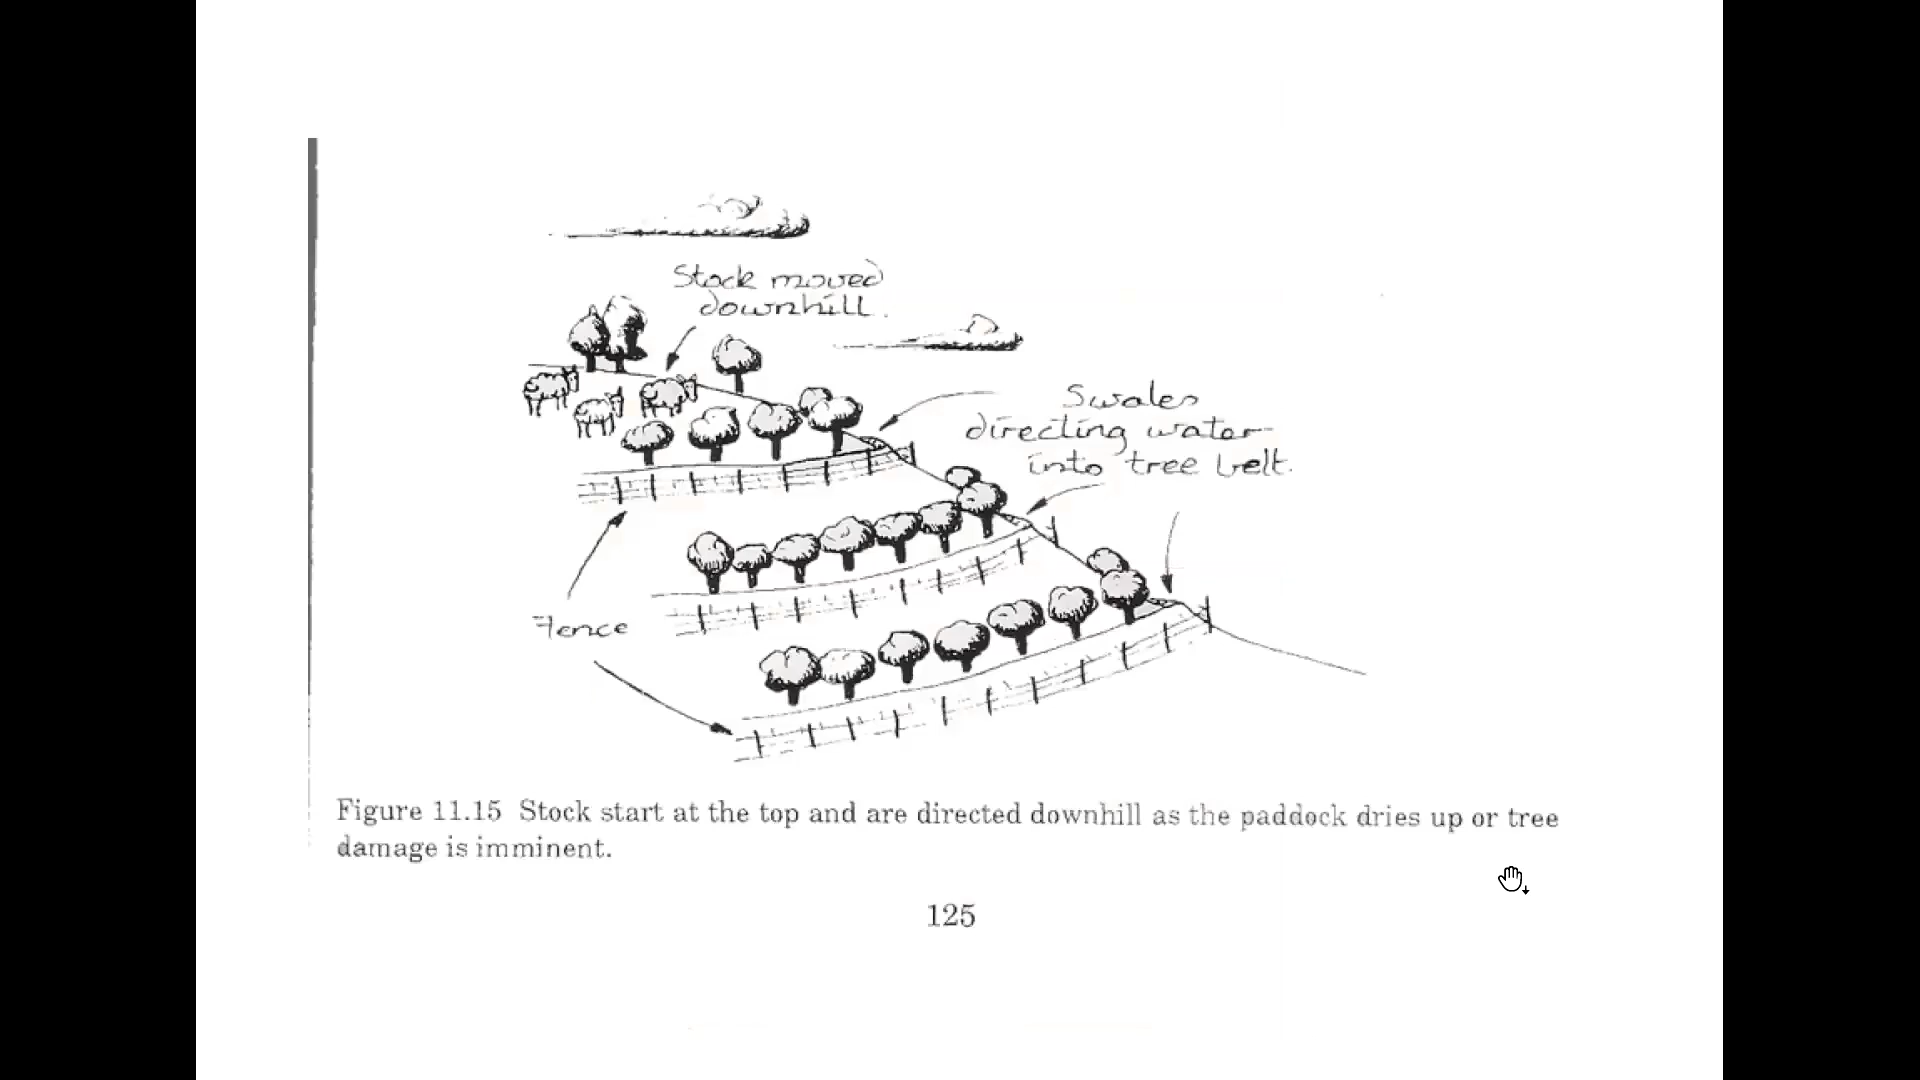 Stock moved
downhill.
Swales
directing water
into tree belt.
Fence
Figure 11.15 Stock start at the top and are directed downhill as the paddock dries up or tree
damage is imminent.
125